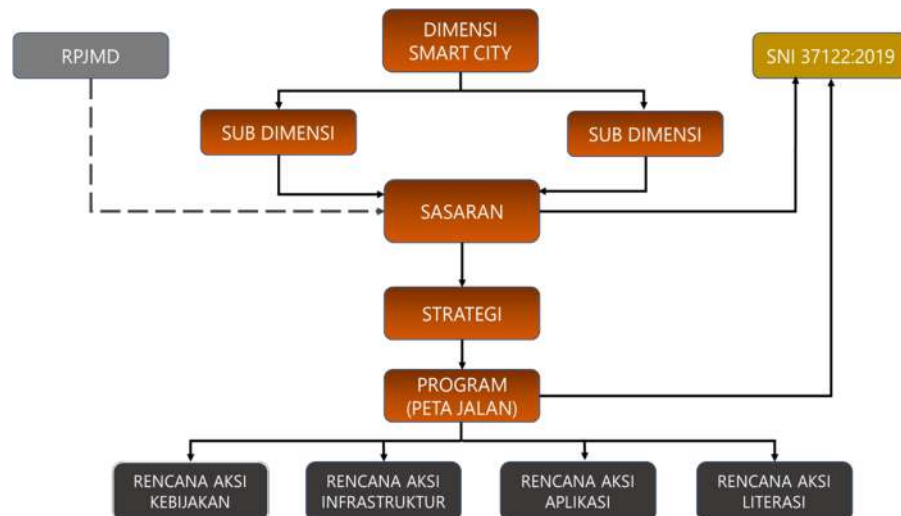 DIMENSI
SMART CITY
RPJMD
SNI 37122:2019
SUB DIMENSI
SUB DIMENSI
SASARAN
STRATEGI
PROGRAM
(PETA JALAN)
RENCANA AKSI
KEBIJAKAN
RENCANA AKSI
INFRASTRUKTUR
RENCANA AKSI
APLIKASI
RENCANA AKSI
LITERASI